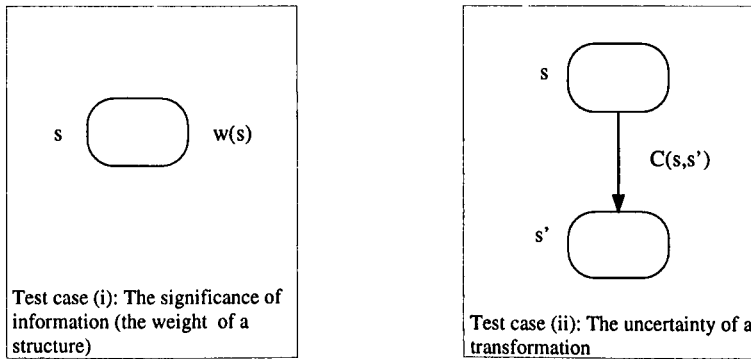 s
w(s)
Test case (i): The significance of
information (the weight of a
structure)
s
C(s,s')
s'
Test case (ii): The uncertainty of a
transformation